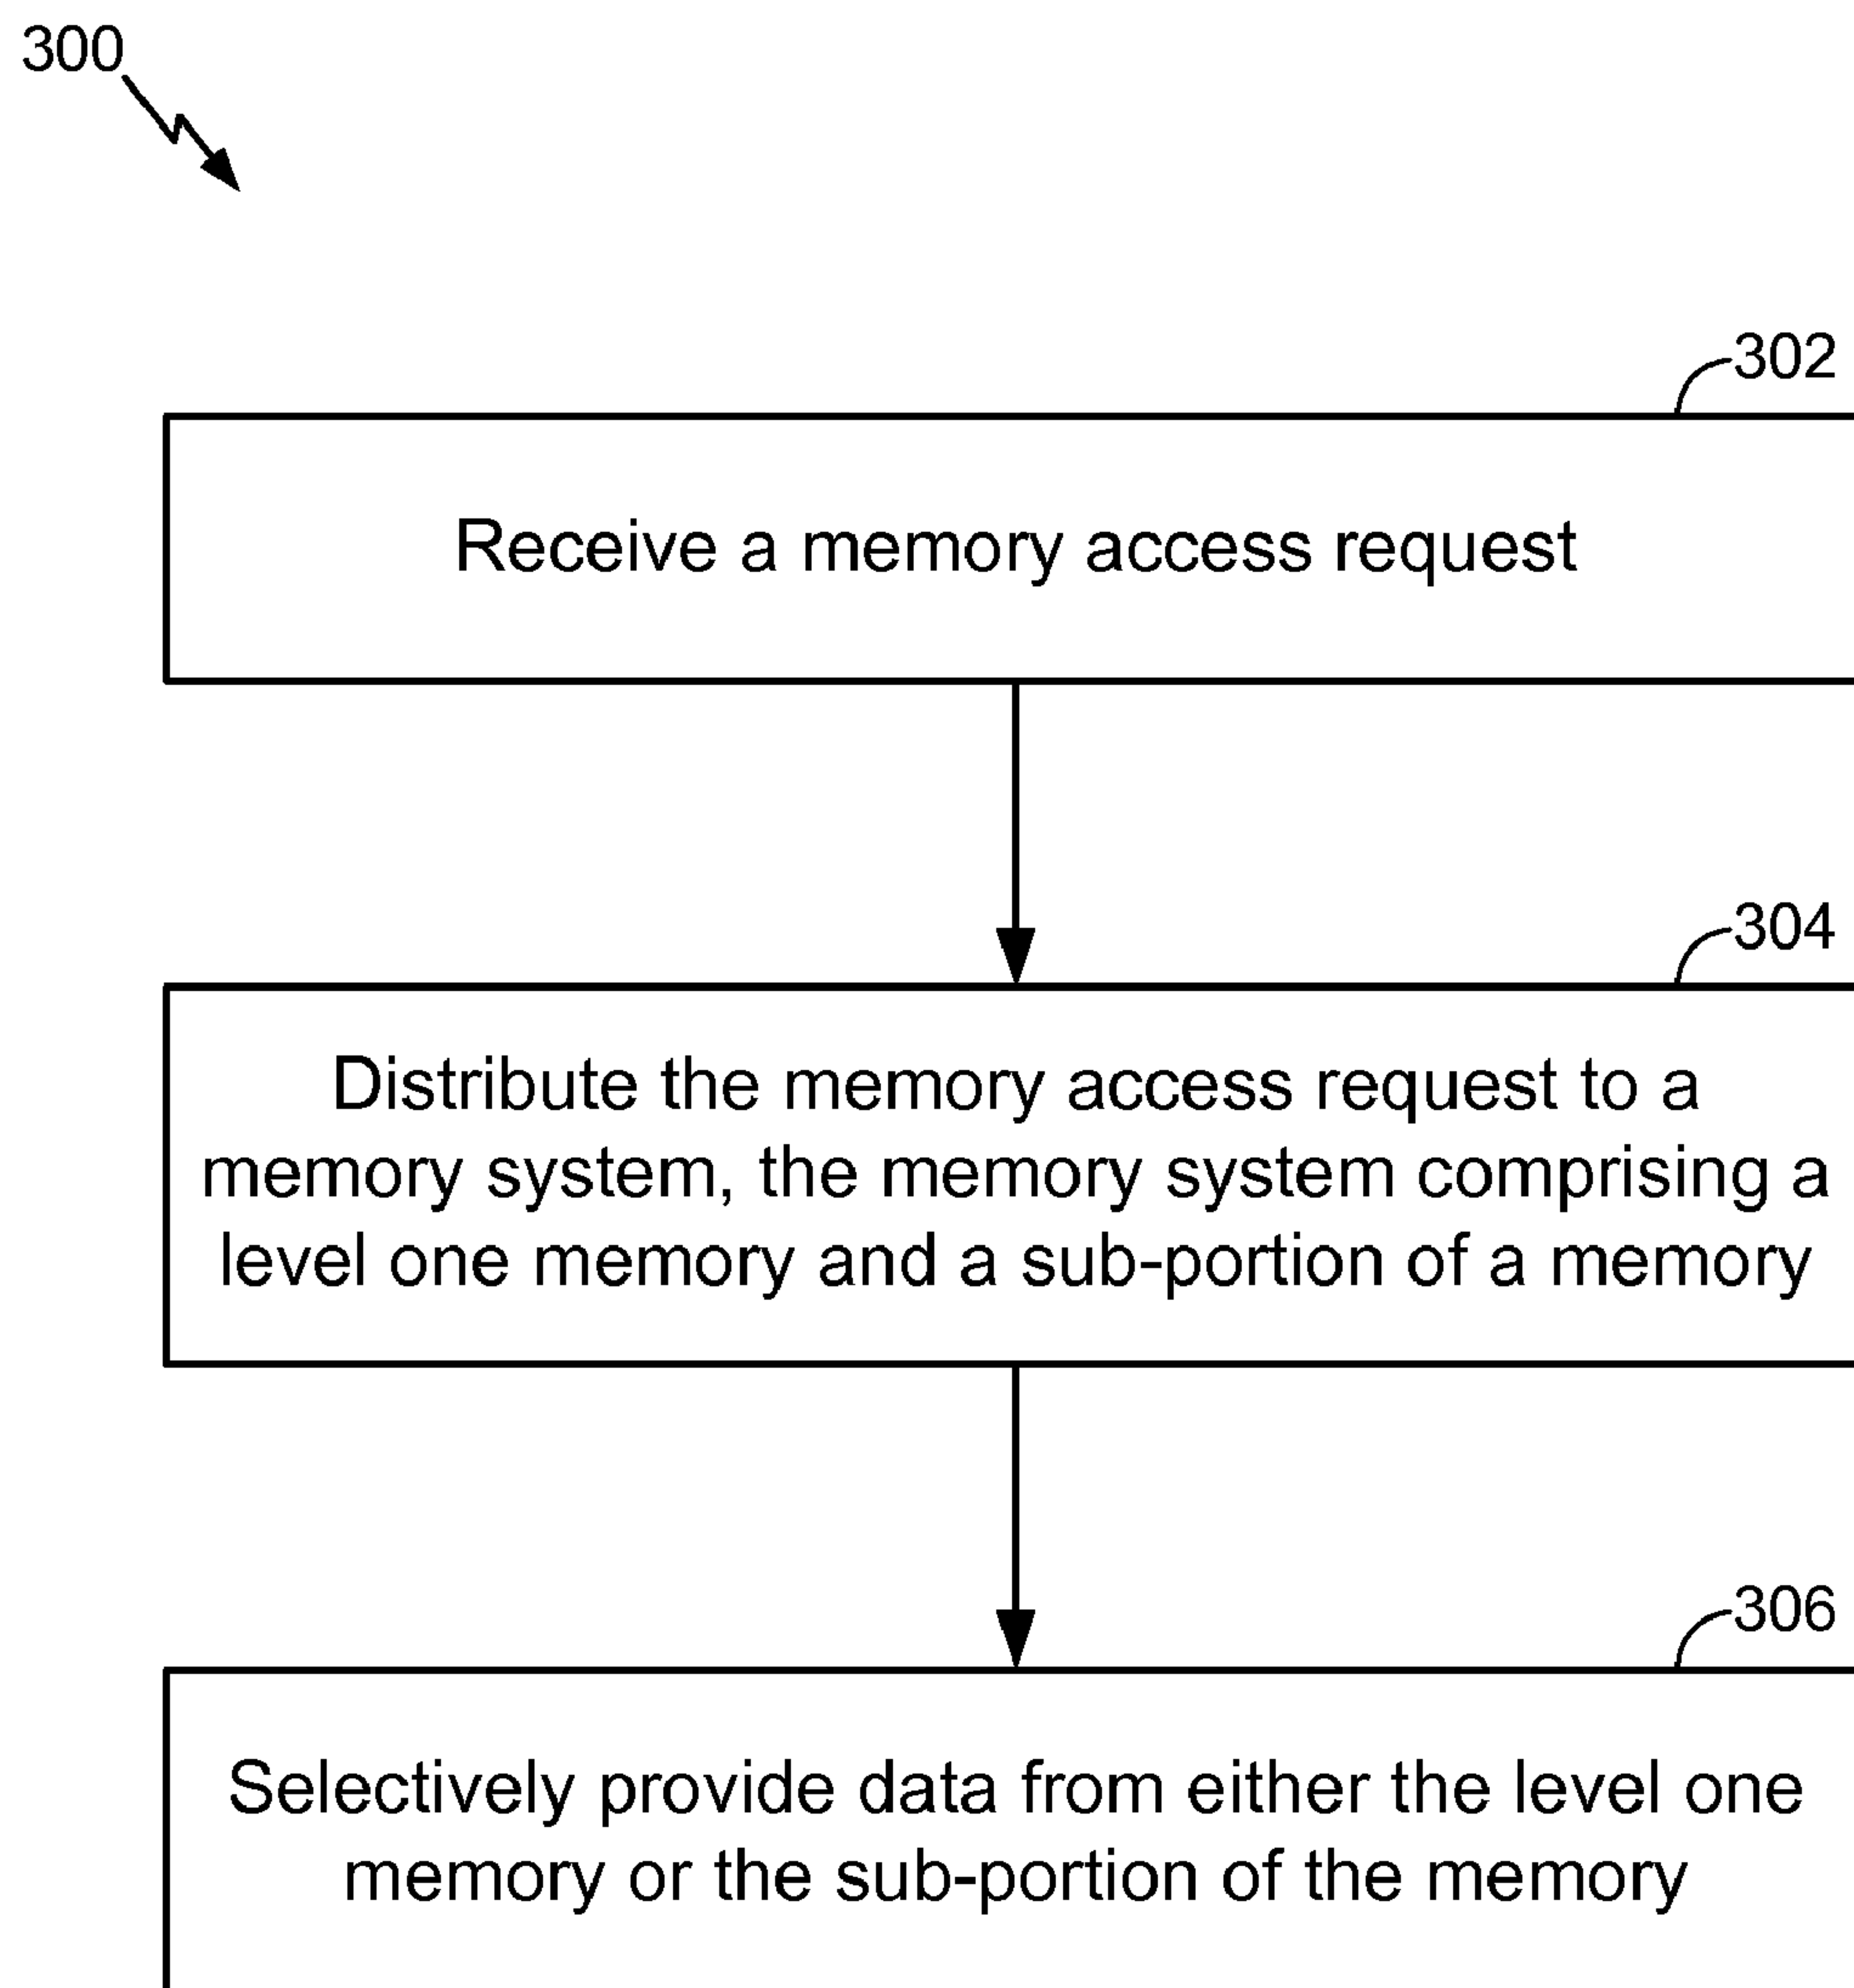 300
302
Receive a memory access request
304
Distribute the memory access request to a
memory system, the memory system comprising a
level one memory and a sub-portion of a memory
306
Selectively provide data from either the level one
memory or the sub-portion of the memory